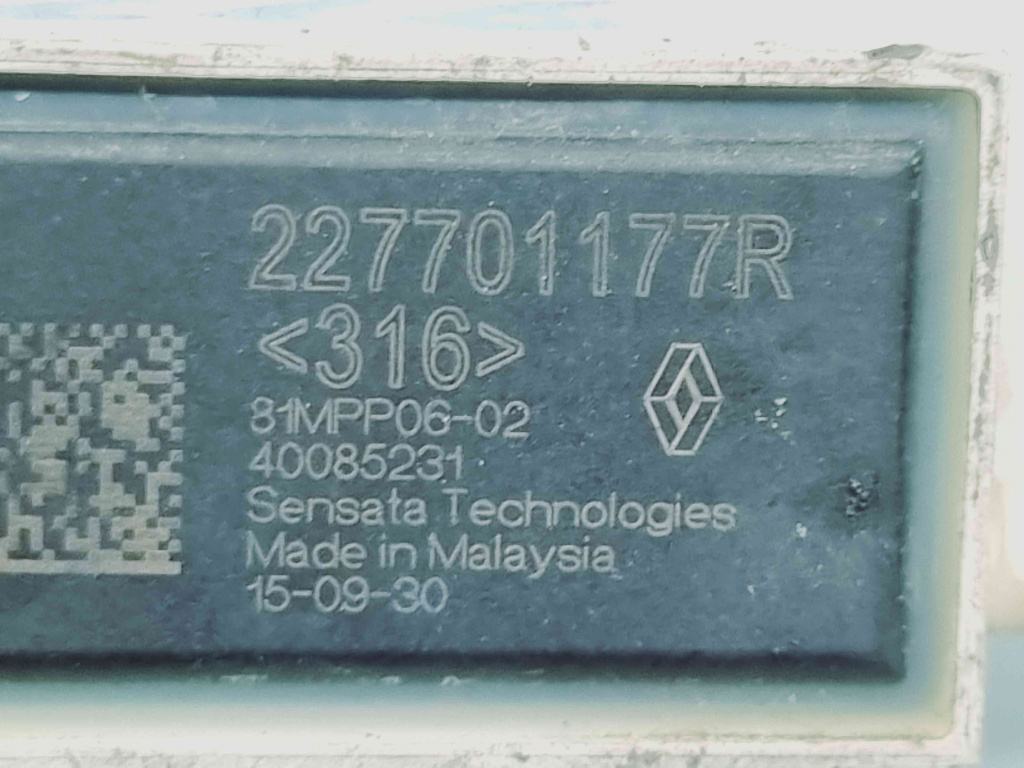 227701177R
<316>
81MPP06-02
40085231
Sensata Technologies
Made in Malaysia
15-09-30